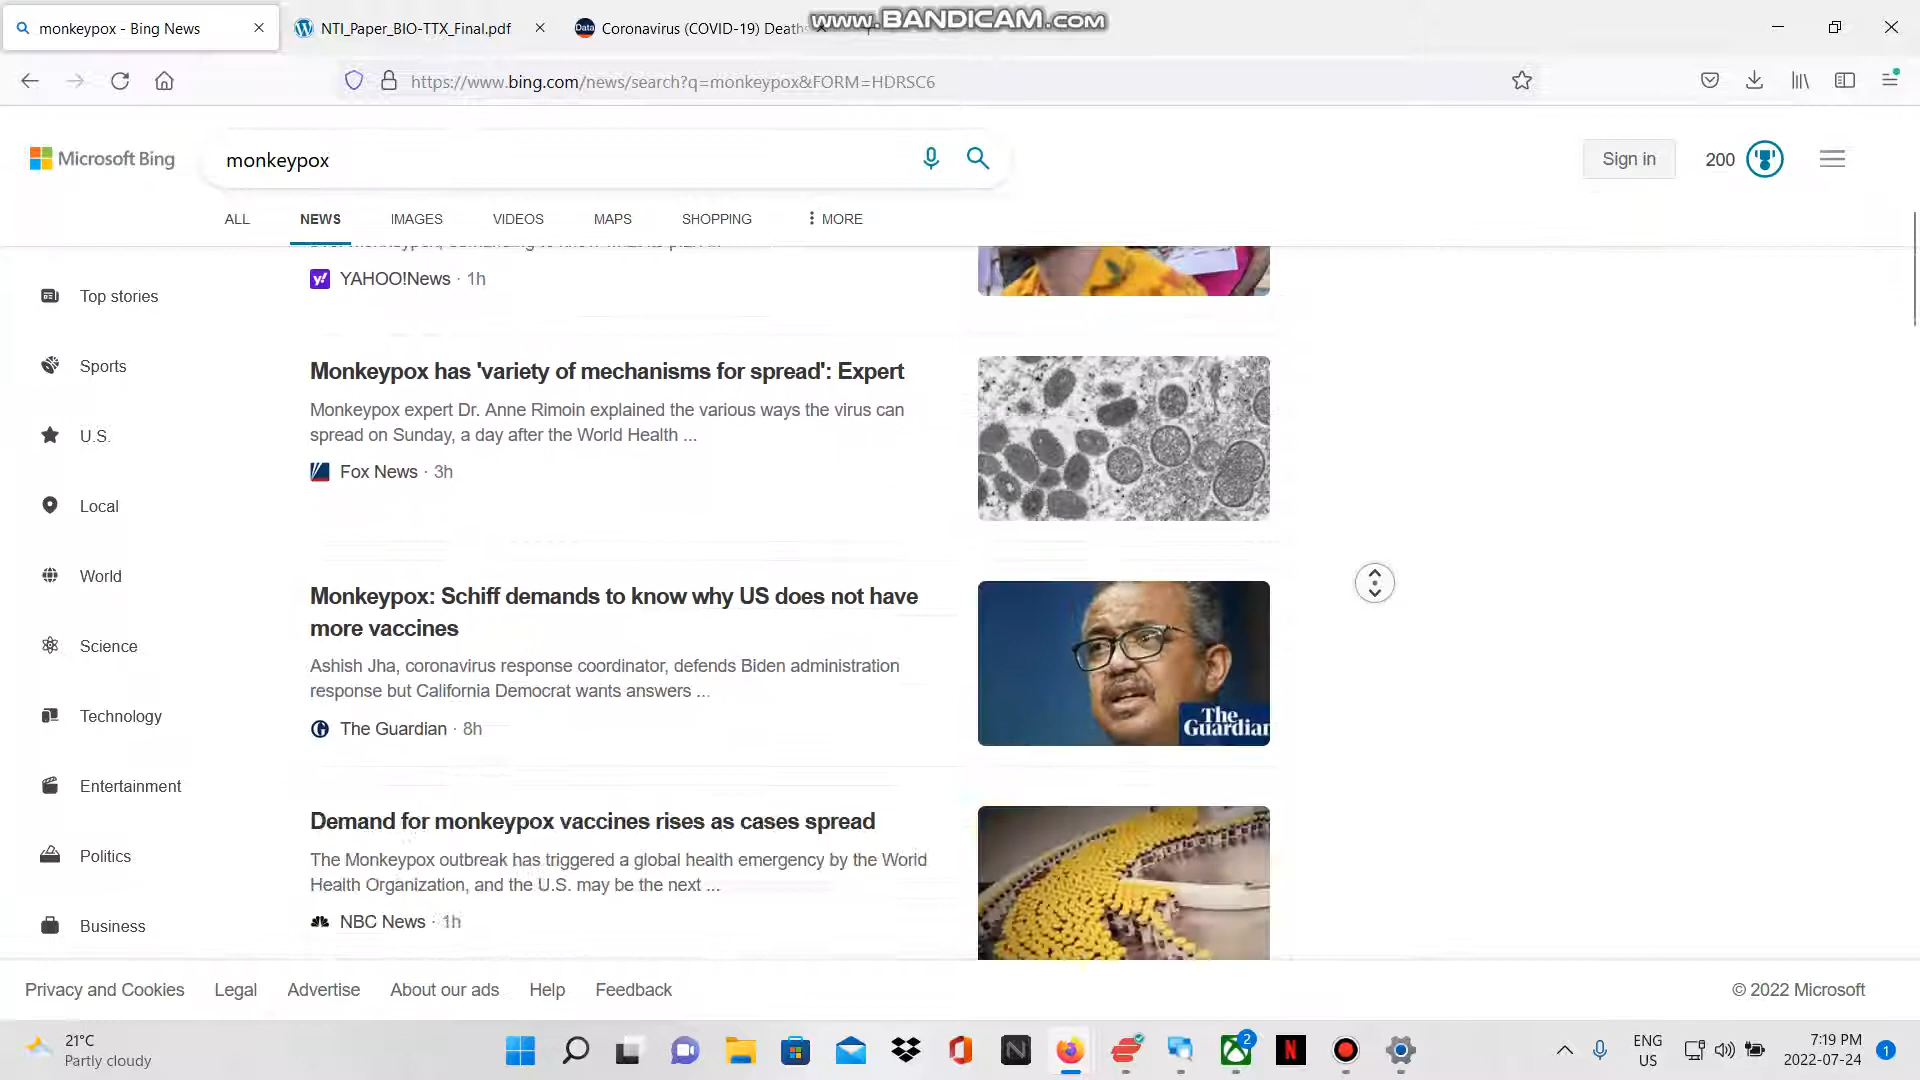 monkeypox - Bing News
NTI_Paper_BIO-TTX_Final.pdf
Data
Coronavirus (COVID-19) Deaths
WWW.BANDICAM.COM
https://www.bing.com/news/search?q=monkeypox&FORM=HDRSC6
Microsoft Bing
monkeypox
Sign in
200
ALL
NEWS
IMAGES
VIDEOS
MAPS
SHOPPING
MORE
Top stories
Sports
U.S.
Local
World
Science
Technology
Entertainment
Politics
Business
YAHOO!News · 1h
Monkeypox has 'variety of mechanisms for spread': Expert
Monkeypox expert Dr. Anne Rimoin explained the various ways the virus can
spread on Sunday, a day after the World Health ...
Fox News · 3h
Monkeypox: Schiff demands to know why US does not have
more vaccines
Ashish Jha, coronavirus response coordinator, defends Biden administration
response but California Democrat wants answers ...
The Guardian · 8h
The
Guardian
Demand for monkeypox vaccines rises as cases spread
The Monkeypox outbreak has triggered a global health emergency by the World
Health Organization, and the U.S. may be the next ...
NBC News · 1h
Privacy and Cookies
Legal
Advertise
About our ads
Help
Feedback
© 2022 Microsoft
21°C
Partly cloudy
2
N
ENG
US
7:19 PM
2022-07-24
1